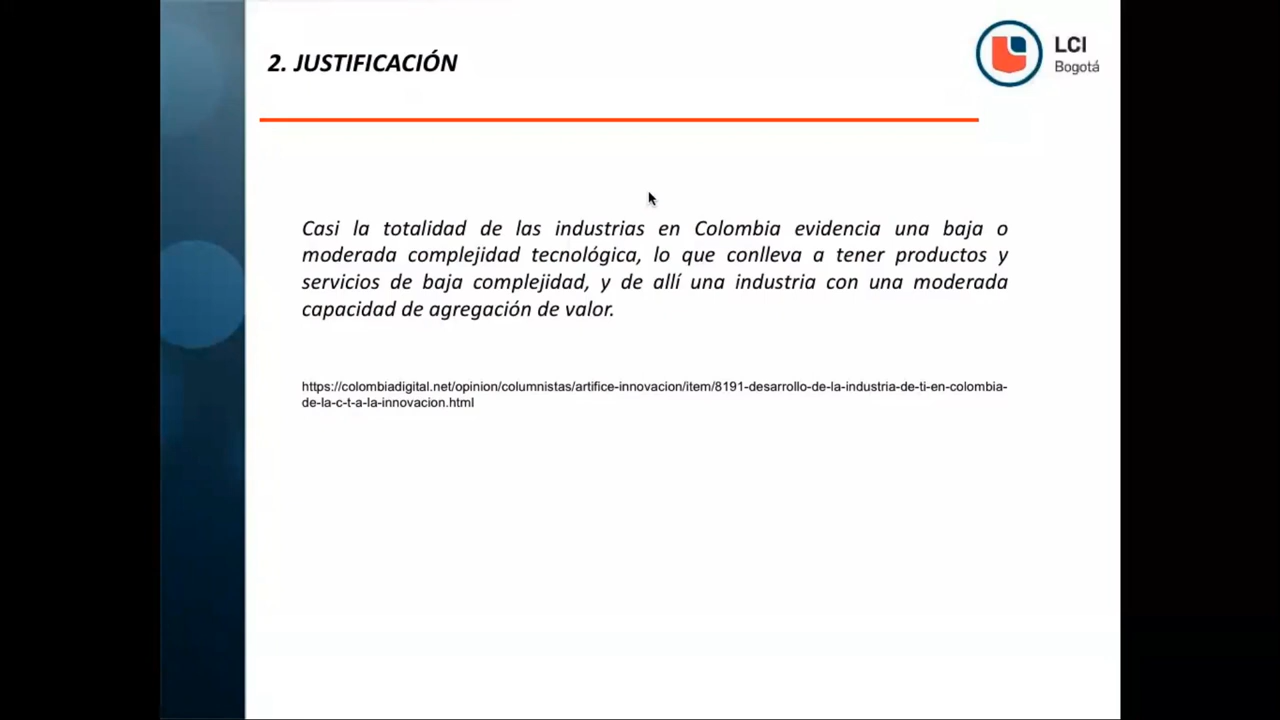 2. JUSTIFICACIÓN
LCI
Bogotá
Casi la totalidad de las industrias en Colombia evidencia una baja o
moderada complejidad tecnológica, lo que conlleva a tener productos y
servicios de baja complejidad, y de allí una industria con una moderada
capacidad de agregación de valor.
https://colombiadigital.net/opinion/columnistas/artifice-innovacion/item/8191-desarrollo-de-la-industria-de-ti-en-colombia-
de-la-c-t-a-la-innovacion.html